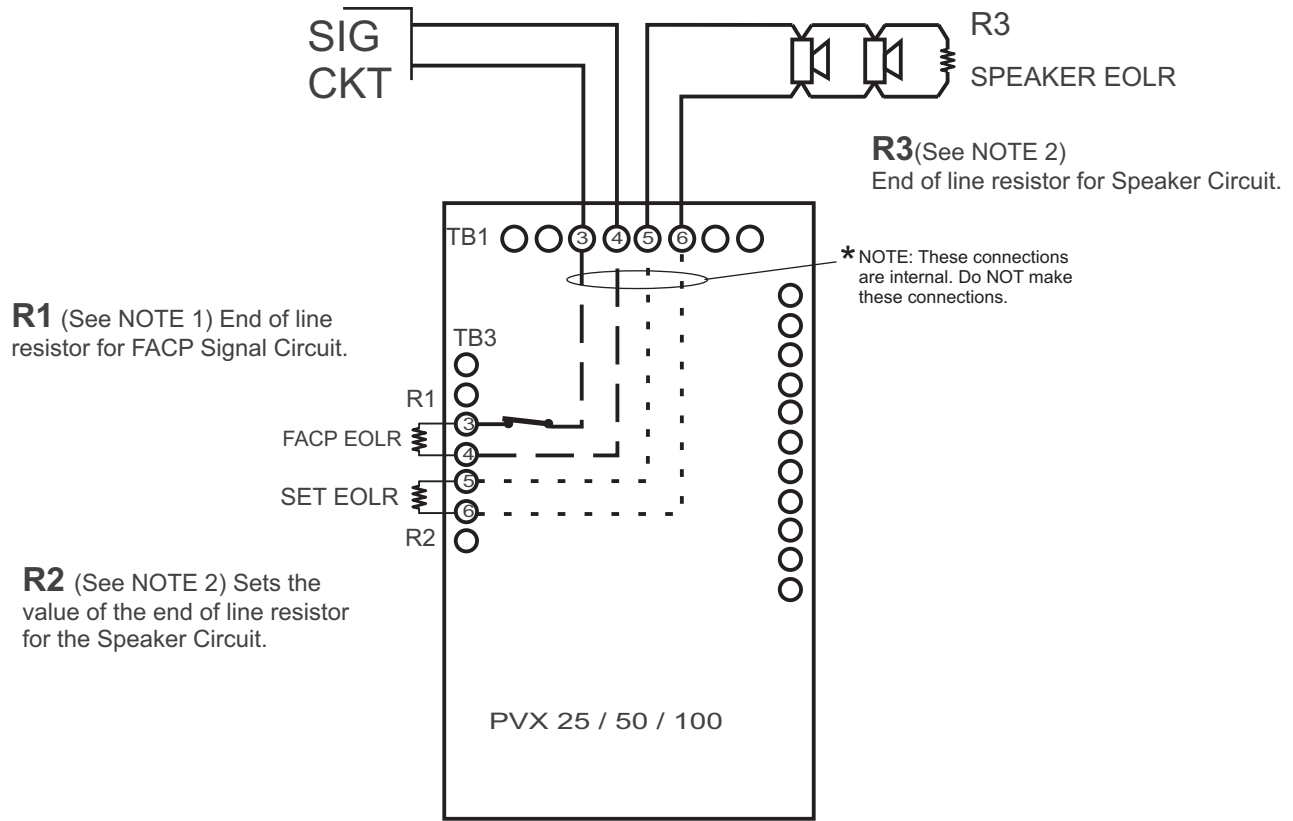 SIG
CKT
R3
SPEAKER EOLR
R3(See NOTE 2)
End of line resistor for Speaker Circuit.
TB1
3
4
5
6
* NOTE: These connections
are internal. Do NOT make
these connections.
R1 (See NOTE 1) End of line
resistor for FACP Signal Circuit.
TB3
R1
3
FACP EOLR
4
5
SET EOLR
6
R2
R2 (See NOTE 2) Sets the
value of the end of line resistor
for the Speaker Circuit.
PVX 25 / 50 / 100